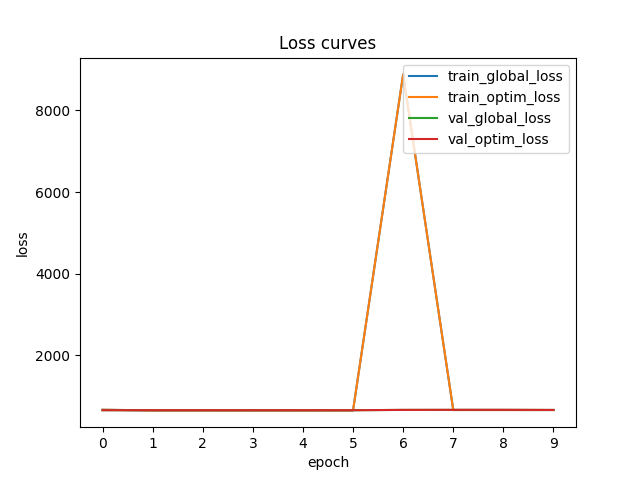 Loss curves
train_global_loss
train_optim_loss
val_global_loss
val_optim_loss
8000
6000
4000
2000
loss
0 1 2 3 4 5 6 7 8 9
epoch